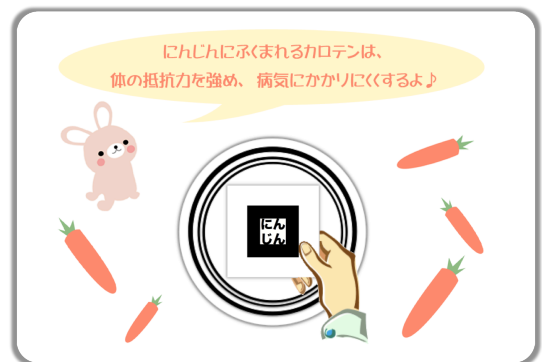 にんじんにふくまれるカロテンは、
体の抵抗力を強め、病気にかかりにくくするよ♪
にん
じん